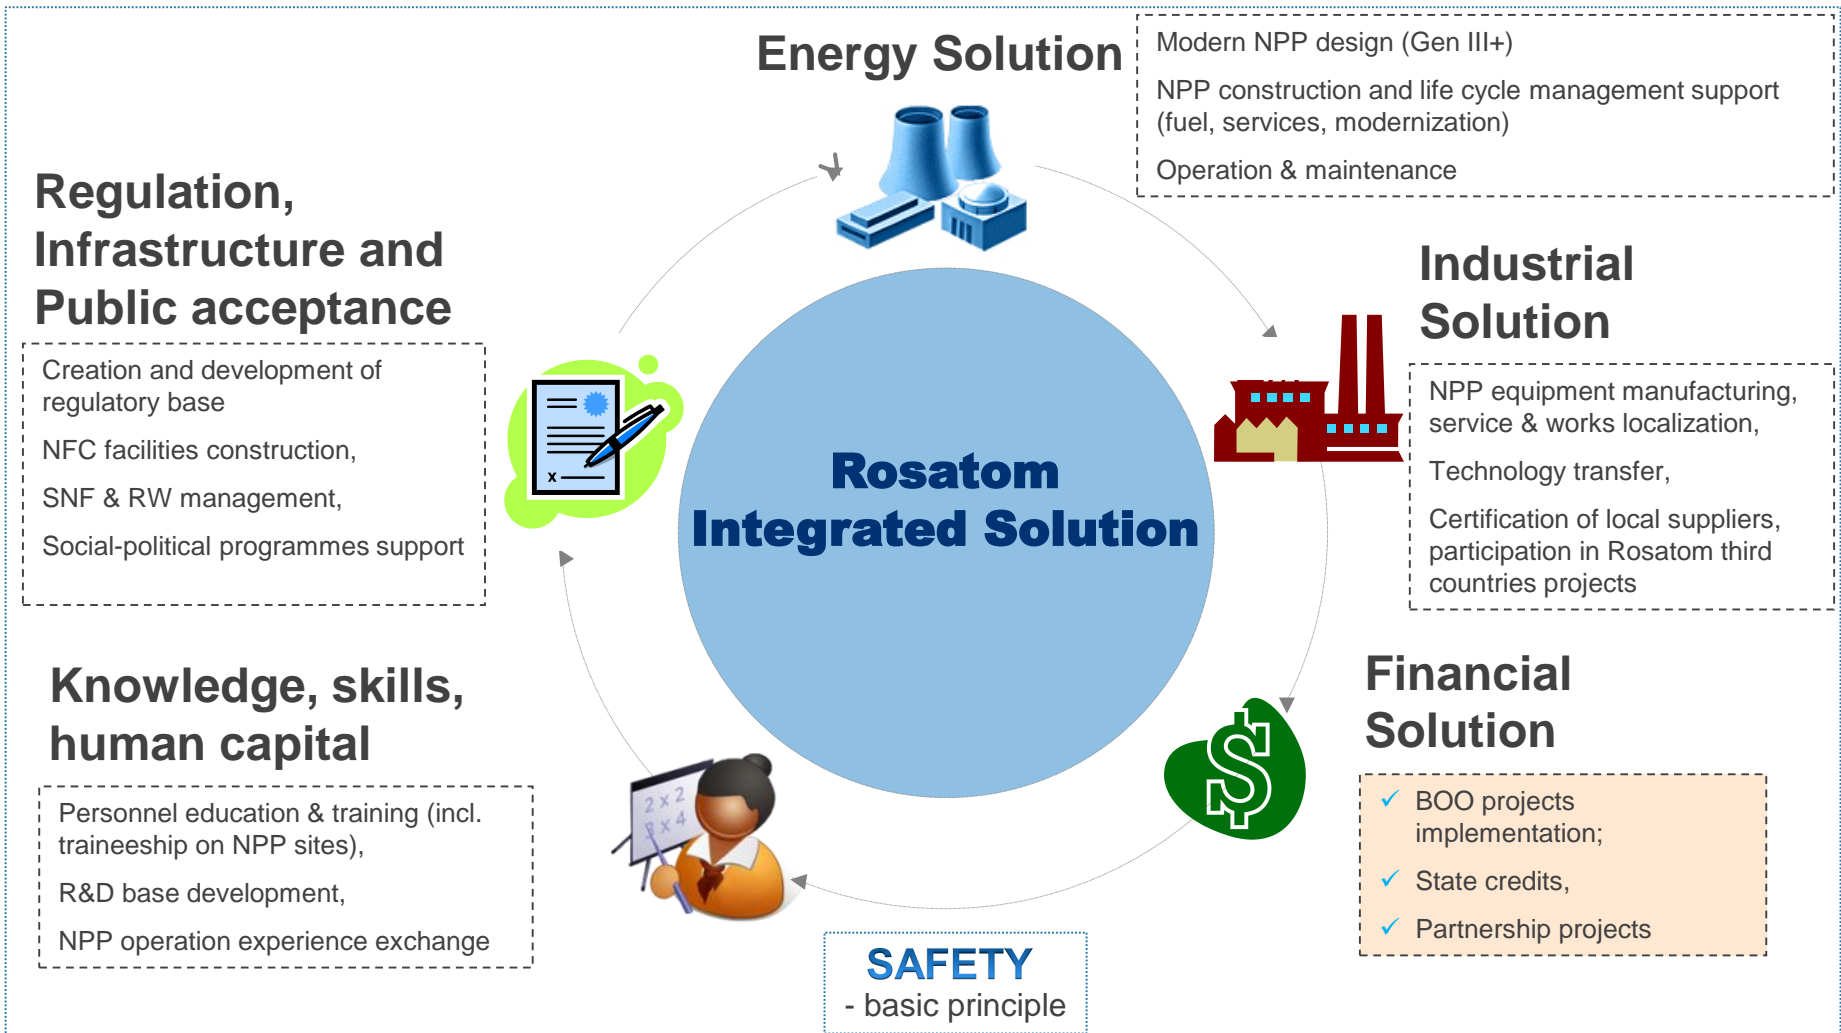 Energy Solution
Modern NPP design (Gen III+)
NPP construction and life cycle management support
(fuel, services, modernization)
Operation & maintenance
Regulation,
Infrastructure and
Public acceptance
Creation and development of
regulatory base
NFC facilities construction,
SNF & RW management,
Social-political programmes support
x
Industrial
Solution
NPP equipment manufacturing,
service & works localization,
Technology transfer,
Certification of local suppliers,
participation in Rosatom third
countries projects
Rosatom
Integrated Solution
Knowledge, skills,
human capital
Personnel education & training (incl.
traineeship on NPP sites),
R&D base development,
NPP operation experience exchange
2 x 2
3 x 4
$
Financial
Solution
✓ BOO projects
implementation;
✓ State credits,
✓ Partnership projects
SAFETY
- basic principle